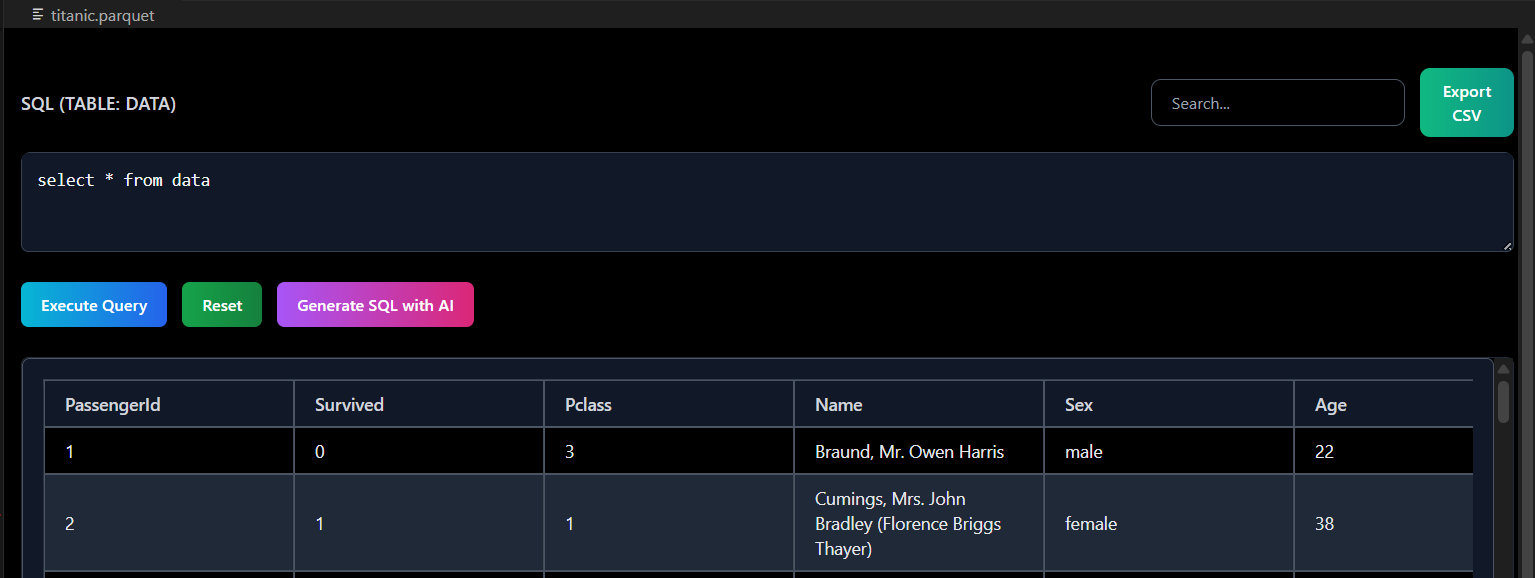 titanic.parquet
SQL (TABLE: DATA)
Search...
Export
CSV
select * from data
Execute Query
Reset
Generate SQL with AI
PassengerId Survived Pclass Name Sex Age
1 0 3 Braund, Mr. Owen Harris male 22
2 1 1 Cumings, Mrs. John
Bradley (Florence Briggs
Thayer) female 38